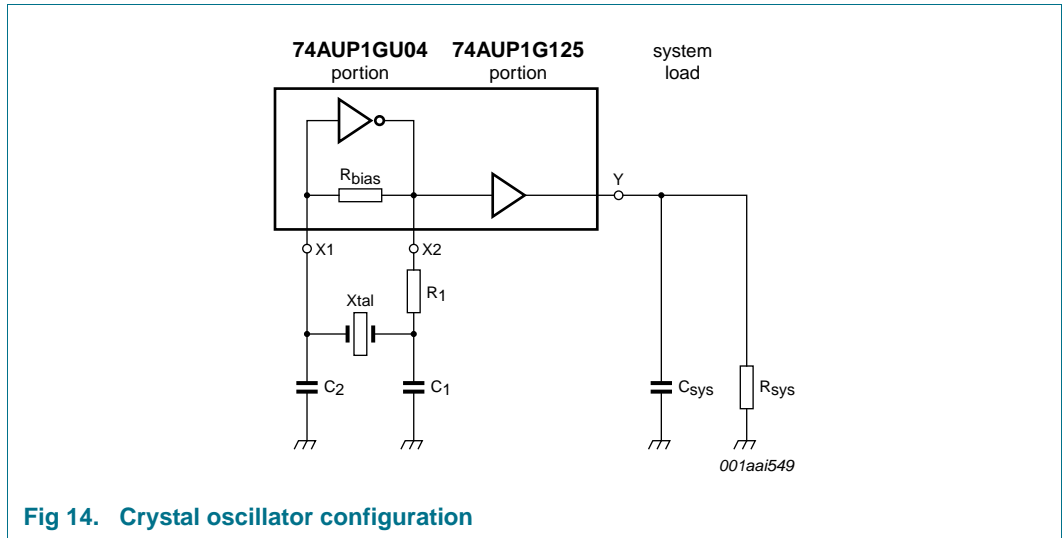 74AUP1GU04 74AUP1G125 system
portion portion load
Rbias
Y
X1 X2
R1
Xtal
C2 C1 Csys Rsys
001aai549
Fig 14. Crystal oscillator configuration